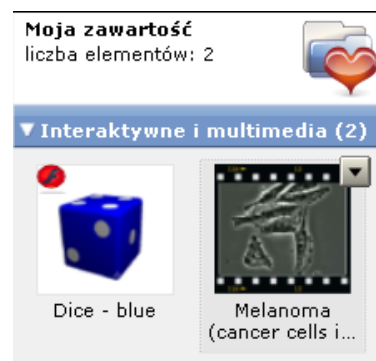 Moja zawartość
liczba elementów: 2
Interaktywne i multimedia (2)
Dice - blue
Melanoma
(cancer cells i...